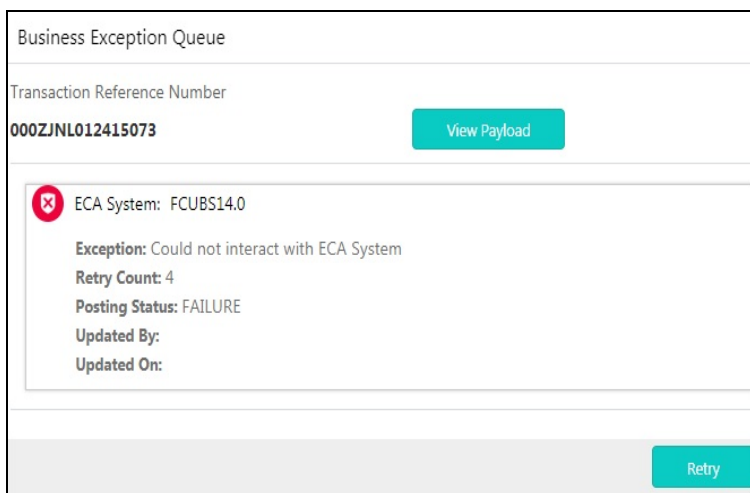 Business Exception Queue
Transaction Reference Number
000ZJNL012415073
View Payload
ECA System: FCUBS14.0
Exception: Could not interact with ECA System
Retry Count: 4
Posting Status: FAILURE
Updated By:
Updated On:
Retry